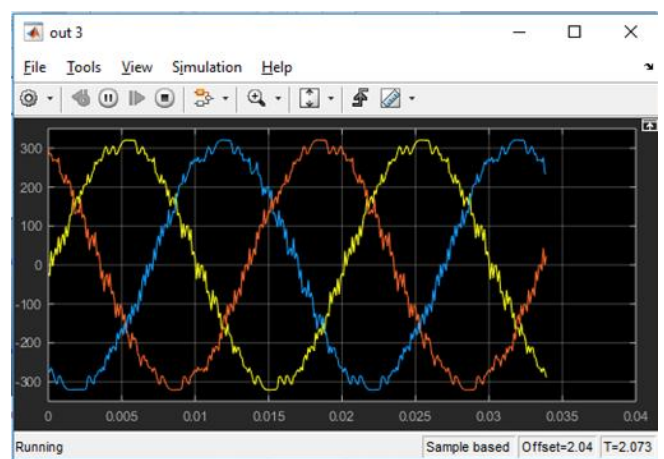 out 3
File Tools View Simulation Help
300
200
100
0
-100
-200
-300
0 0.005 0.01 0.015 0.02 0.025 0.03 0.035 0.04
Running Sample based Offset=2.04 T=2.073